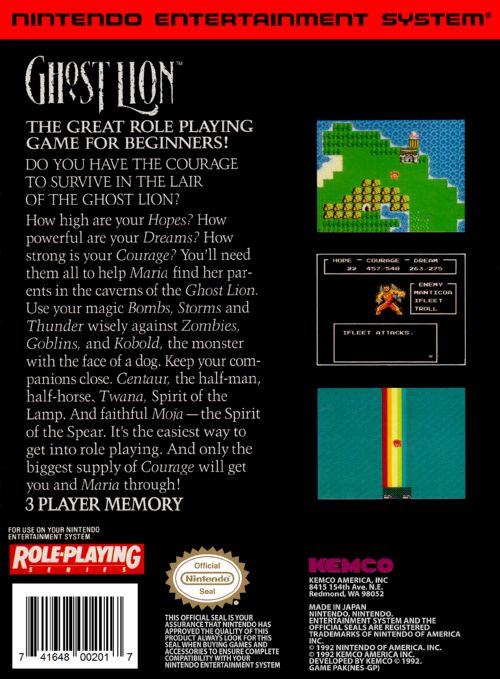 NINTENDO ENTERTAINMENT SYSTEM®
GHOST LION™
THE GREAT ROLE PLAYING
GAME FOR BEGINNERS!
DO YOU HAVE THE COURAGE
TO SURVIVE IN THE LAIR
OF THE GHOST LION?
How high are your Hopes? How
powerful are your Dreams? How
strong is your Courage? You'll need
them all to help Maria find her par-
ents in the caverns of the Ghost Lion.
Use your magic Bombs, Storms and
Thunder wisely against Zombies,
Goblins, and Kobold, the monster
with the face of a dog. Keep your com-
panions close. Centaur, the half-man,
half-horse. Twana, Spirit of the
Lamp. And faithful Moja — the Spirit
of the Spear. It's the easiest way to
get into role playing. And only the
biggest supply of Courage will get
you and Maria through!
3 PLAYER MEMORY
HOPE — COURAGE — DREAM
22 457/540 263/275
ENEMY
MANTICOA
IFLEET
TROLL
IFLEET ATTACKS.
FOR USE ON YOUR NINTENDO
ENTERTAINMENT SYSTEM
ROLE-PLAYING
SERIES
7 41648 00201 7
Official
Nintendo®
Seal
THIS OFFICIAL SEAL IS YOUR
ASSURANCE THAT NINTENDO HAS
APPROVED THE QUALITY OF THIS
PRODUCT. ALWAYS LOOK FOR THIS
SEAL WHEN BUYING GAMES AND
ACCESSORIES TO ENSURE COMPLETE
COMPATIBILITY WITH YOUR
NINTENDO ENTERTAINMENT SYSTEM
KEMCO
KEMCO AMERICA, INC
8415 154th Ave. N.E.
Redmond, WA 98052
MADE IN JAPAN
NINTENDO, NINTENDO.
ENTERTAINMENT SYSTEM AND THE
OFFICIAL SEALS ARE REGISTERED
TRADEMARKS OF NINTENDO OF AMERICA
INC.
© 1992 NINTENDO OF AMERICA. INC.
© 1992 KEMCO AMERICA INC.
DEVELOPED BY KEMCO © 1992.
GAME PAK(NES-GP)